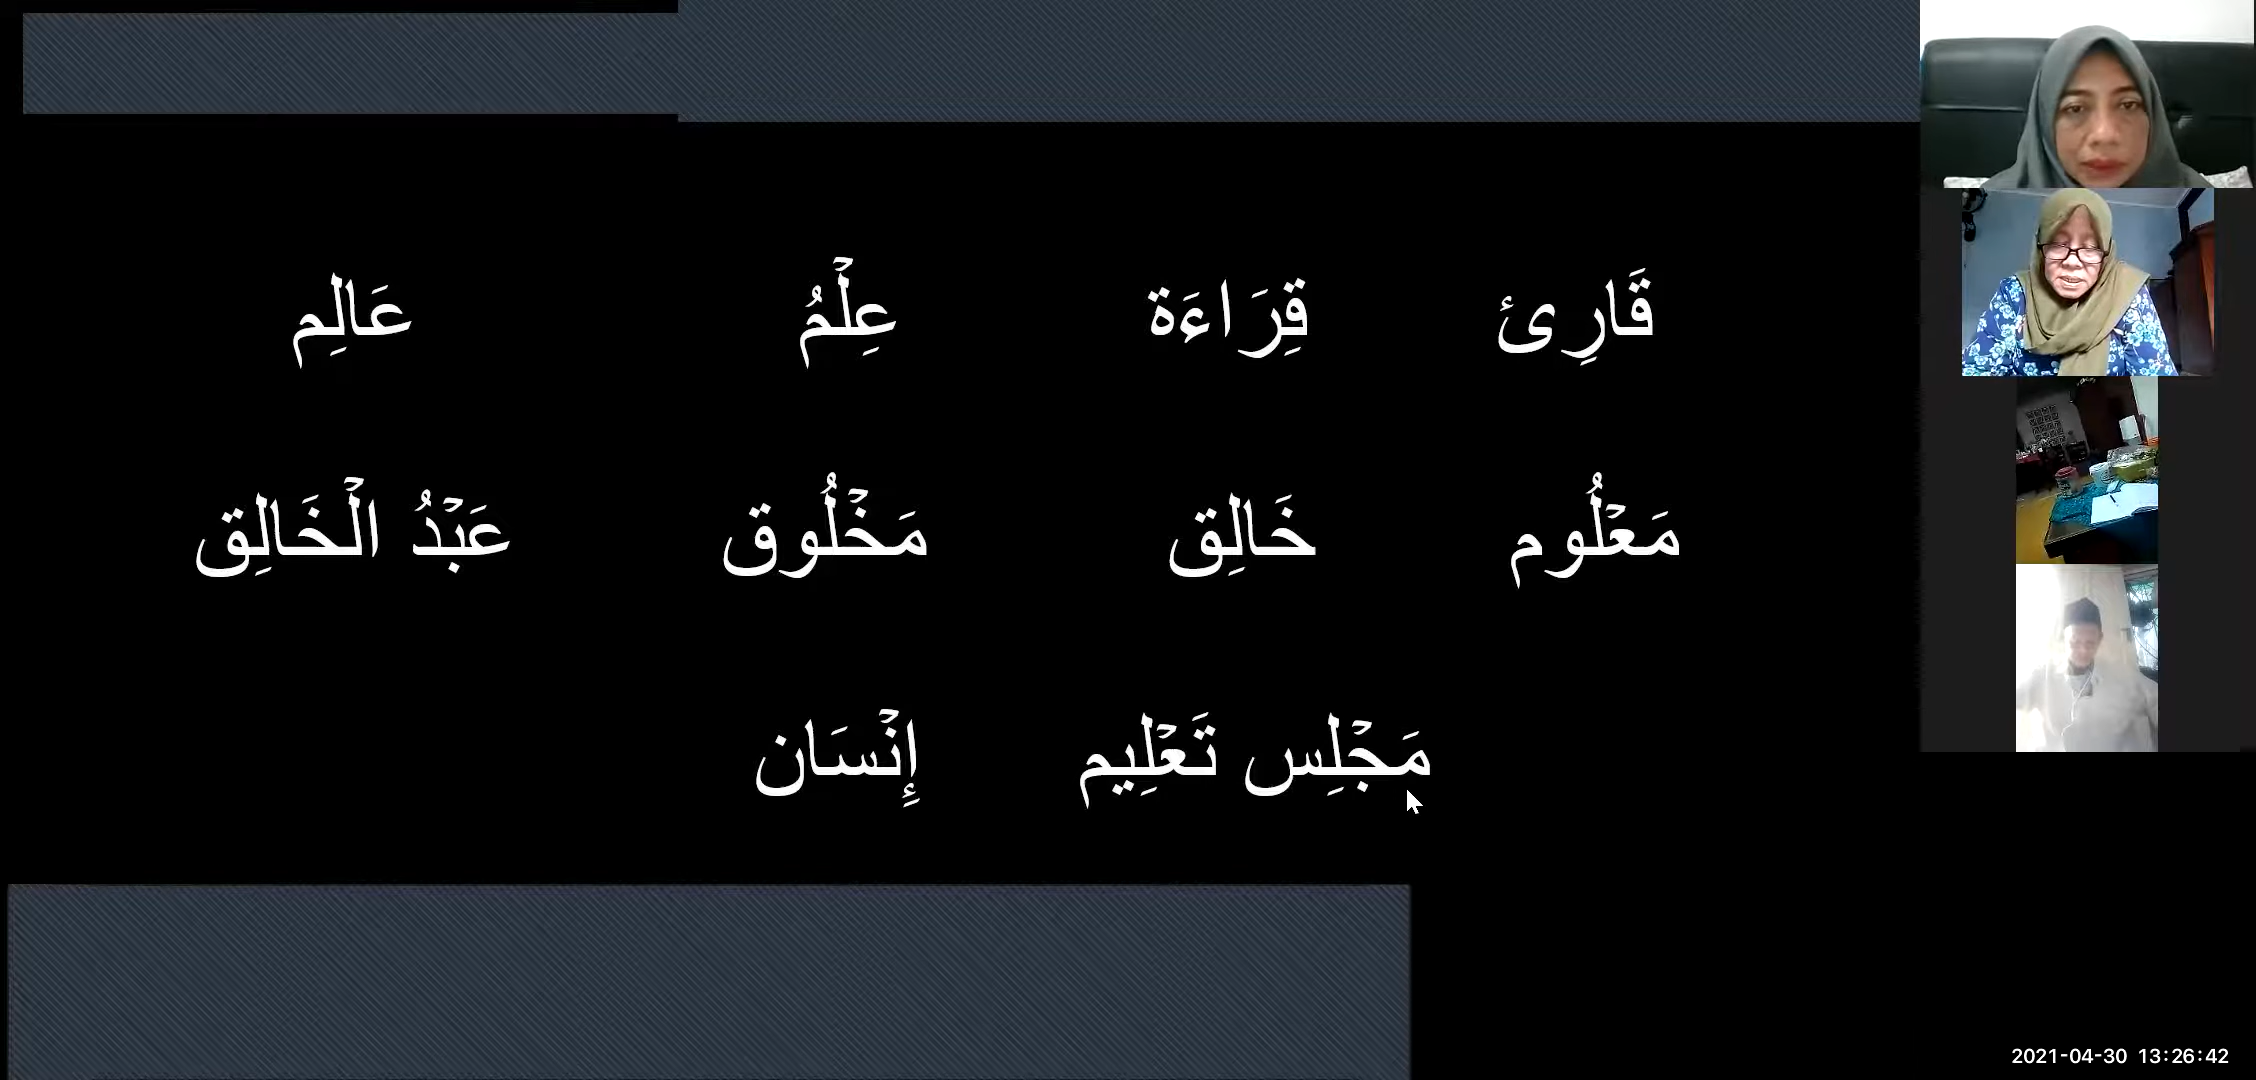 قَارِئ قِرَاءَة عِلْمُ عَالِم
مَعْلُوم خَالِق مَخْلُوق عَبْدُ الْخَالِق
مَجْلِس تَعْلِيم إِنْسَان
2021-04-30 13:26:42